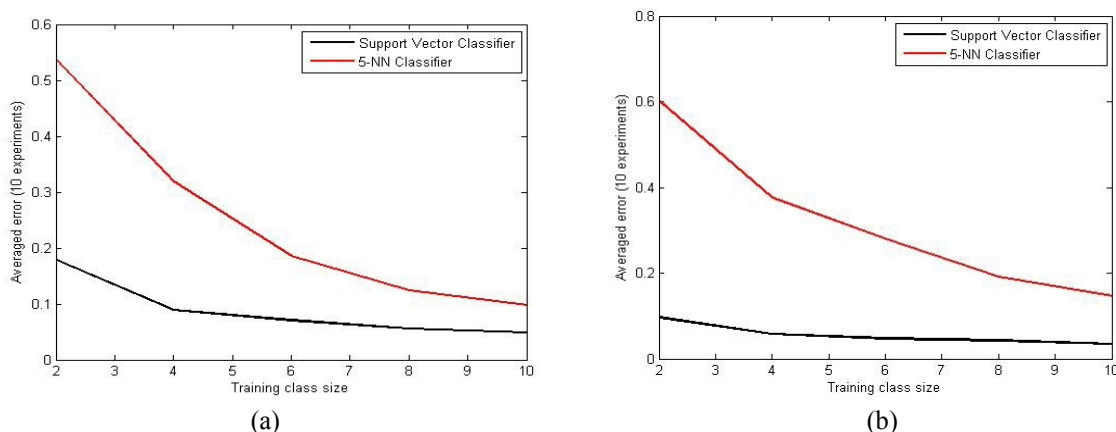 0.6
0.5
0.4
0.3
0.2
0.1
0
Averaged error (10 experiments)
Support Vector Classifier
5-NN Classifier
2 3 4 5 6 7 8 9 10
Training class size
(a)
0.8
0.6
0.4
0.2
0
Averaged error (10 experiments)
Support Vector Classifier
5-NN Classifier
2 3 4 5 6 7 8 9 10
Training class size
(b)